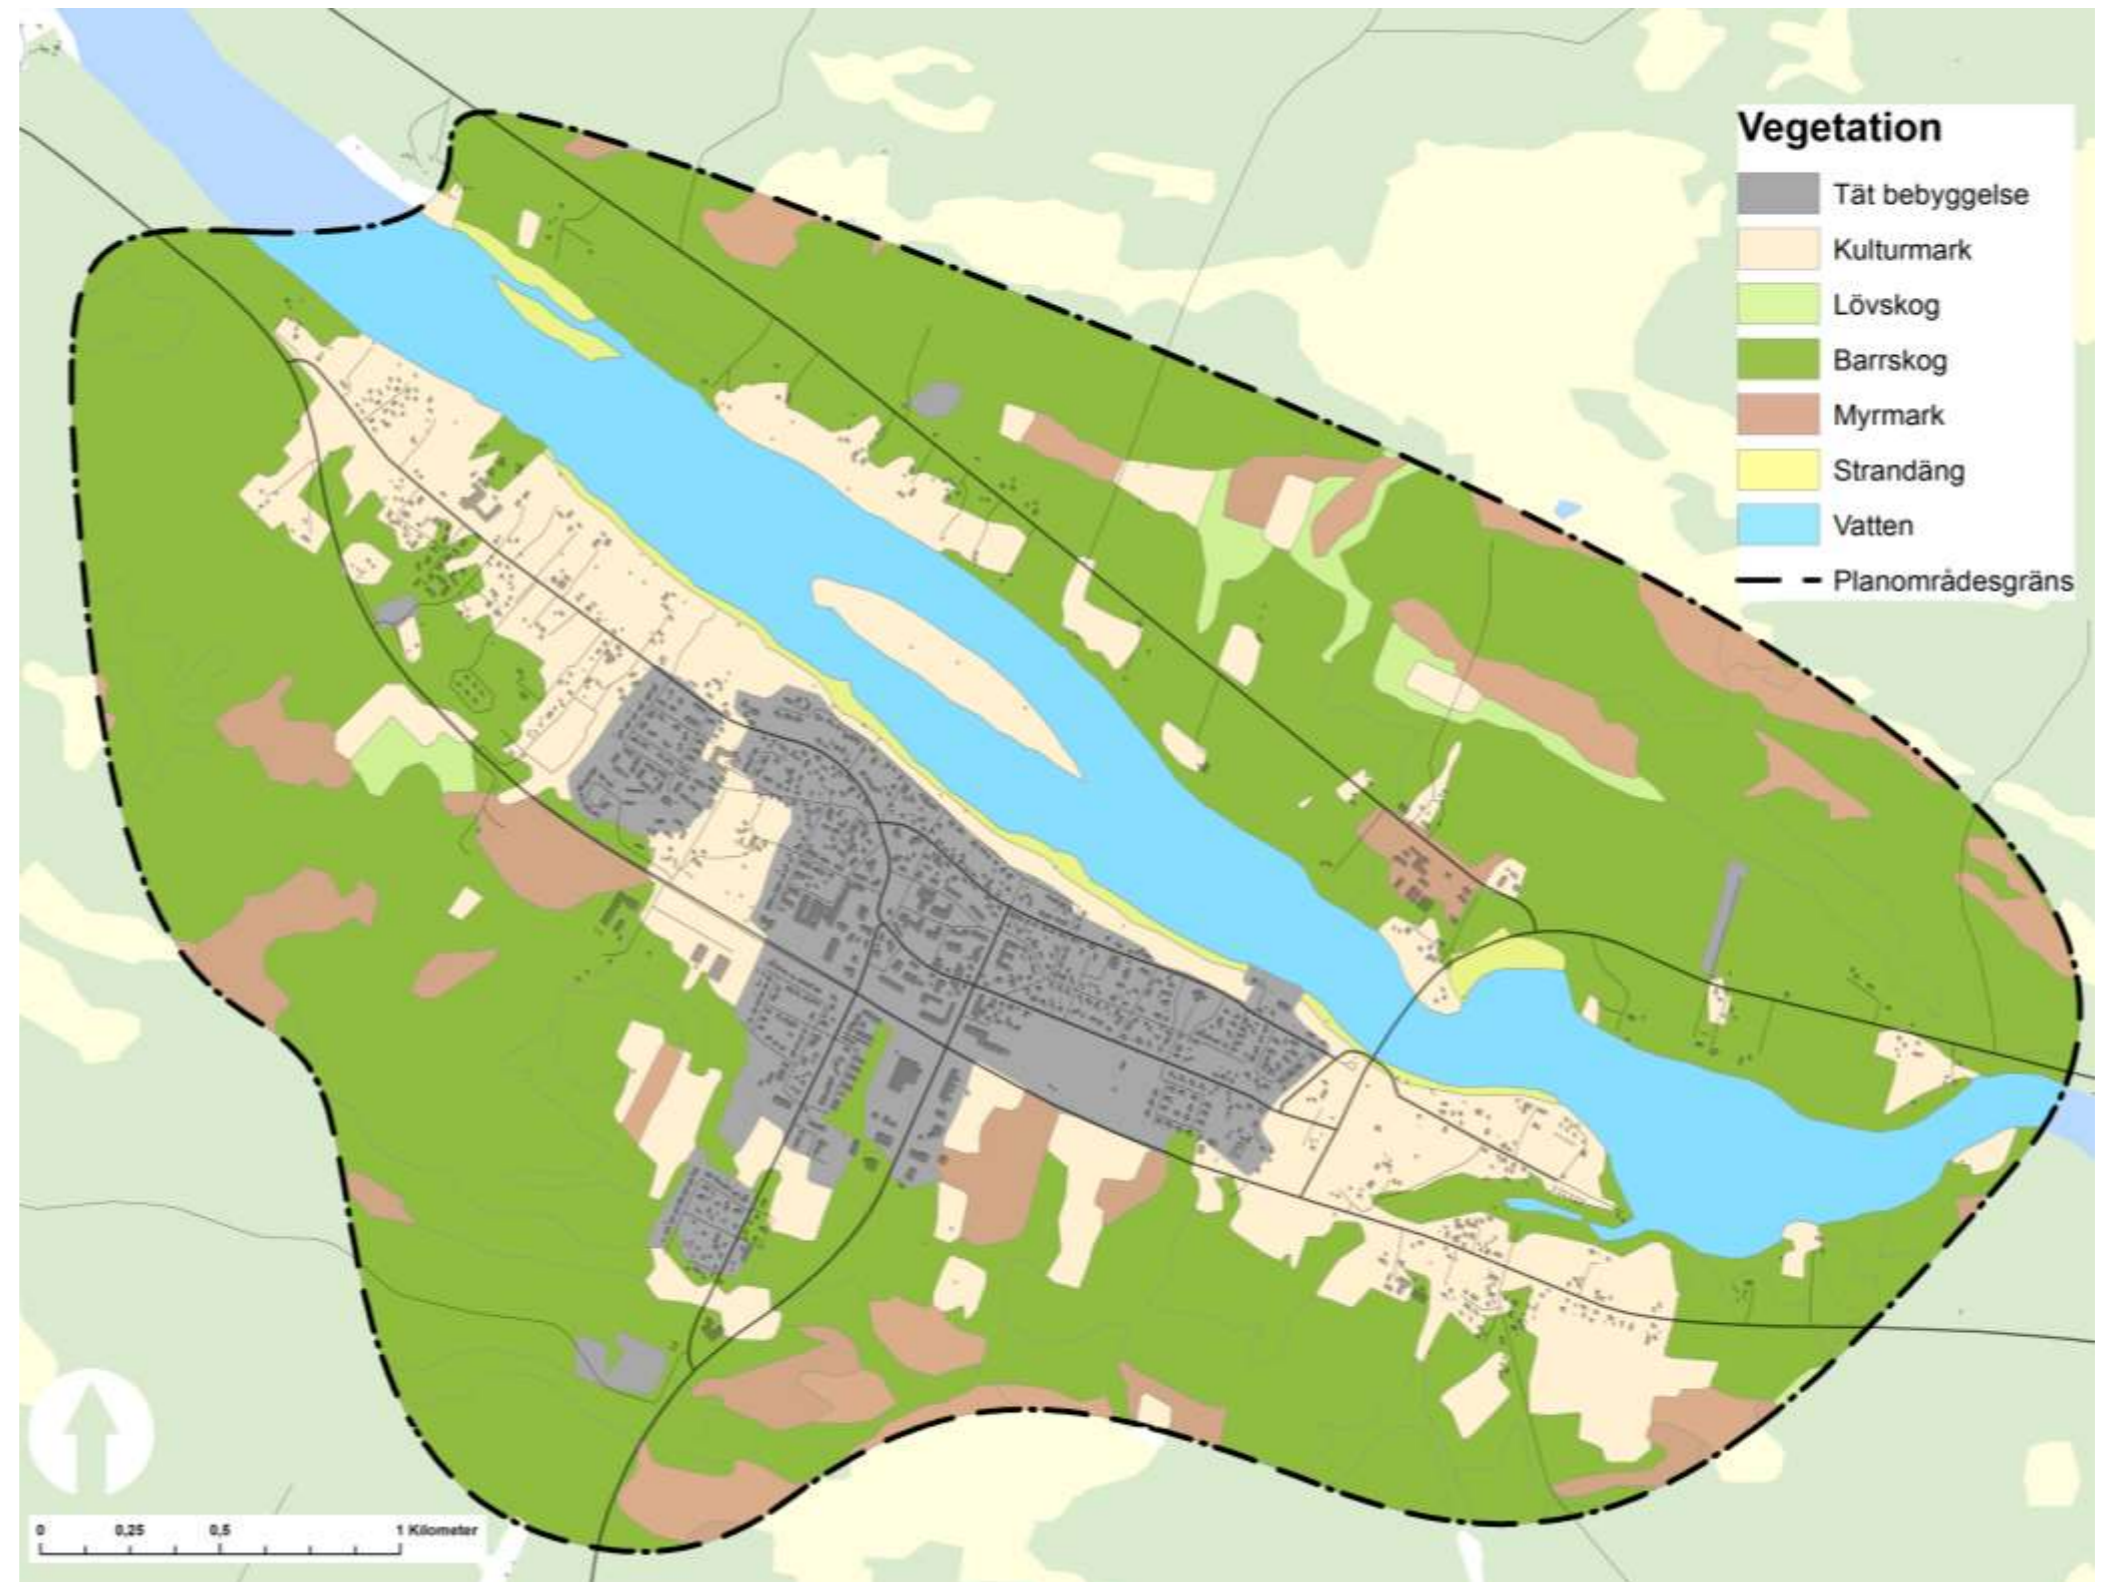 Vegetation
Tät bebyggelse
Kulturmark
Lövskog
Barrskog
Myrmark
Strandäng
Vatten
Planområdesgräns
0 0,25 0,5 1 Kilometer